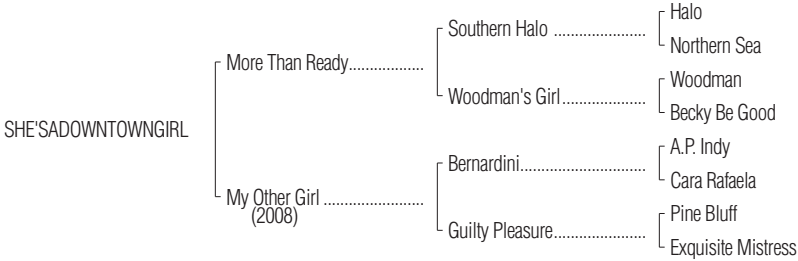 Halo
Southern Halo ......................
Northern Sea
More Than Ready..................
Woodman
Woodman's Girl....................
Becky Be Good
SHE'SADOWNTOWNGIRL
A.P. Indy
Bernardini..............................
Cara Rafaela
My Other Girl ........................
(2008)
Pine Bluff
Guilty Pleasure......................
Exquisite Mistress